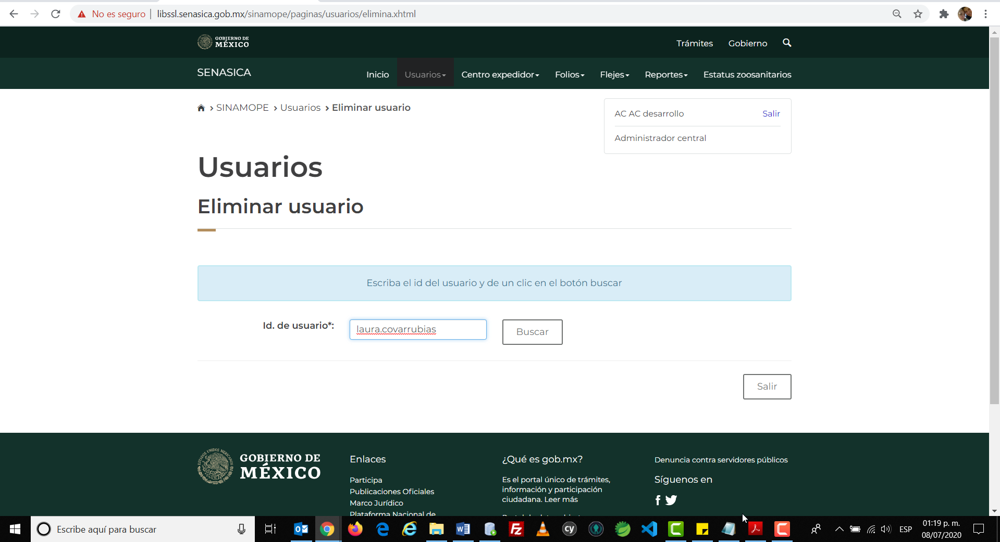 No es seguro | libssl.senasica.gob.mx/sinamope/paginas/usuarios/elimina.xhtml
GOBIERNO DE
MÉXICO
Trámites Gobierno
SENASICA
Inicio Usuarios Centro expedidor Folios Flejes Reportes Estatus zoosanitarios
> SINAMOPE > Usuarios > Eliminar usuario
AC AC desarrollo Salir
Administrador central
Usuarios
Eliminar usuario
Escriba el id del usuario y de un clic en el botón buscar
Id. de usuario*: laura.covarrubias Buscar
Salir
ESTADOS UNIDOS MEXICANOS
GOBIERNO DE
MÉXICO
Enlaces
Participa
Publicaciones Oficiales
Marco Jurídico
Plataforma Nacional de
¿Qué es gob.mx?
Es el portal único de trámites,
información y participación
ciudadana. Leer más
Denuncia contra servidores públicos
Síguenos en
Escribe aquí para buscar
cy
ESP
01:19 p. m.
08/07/2020